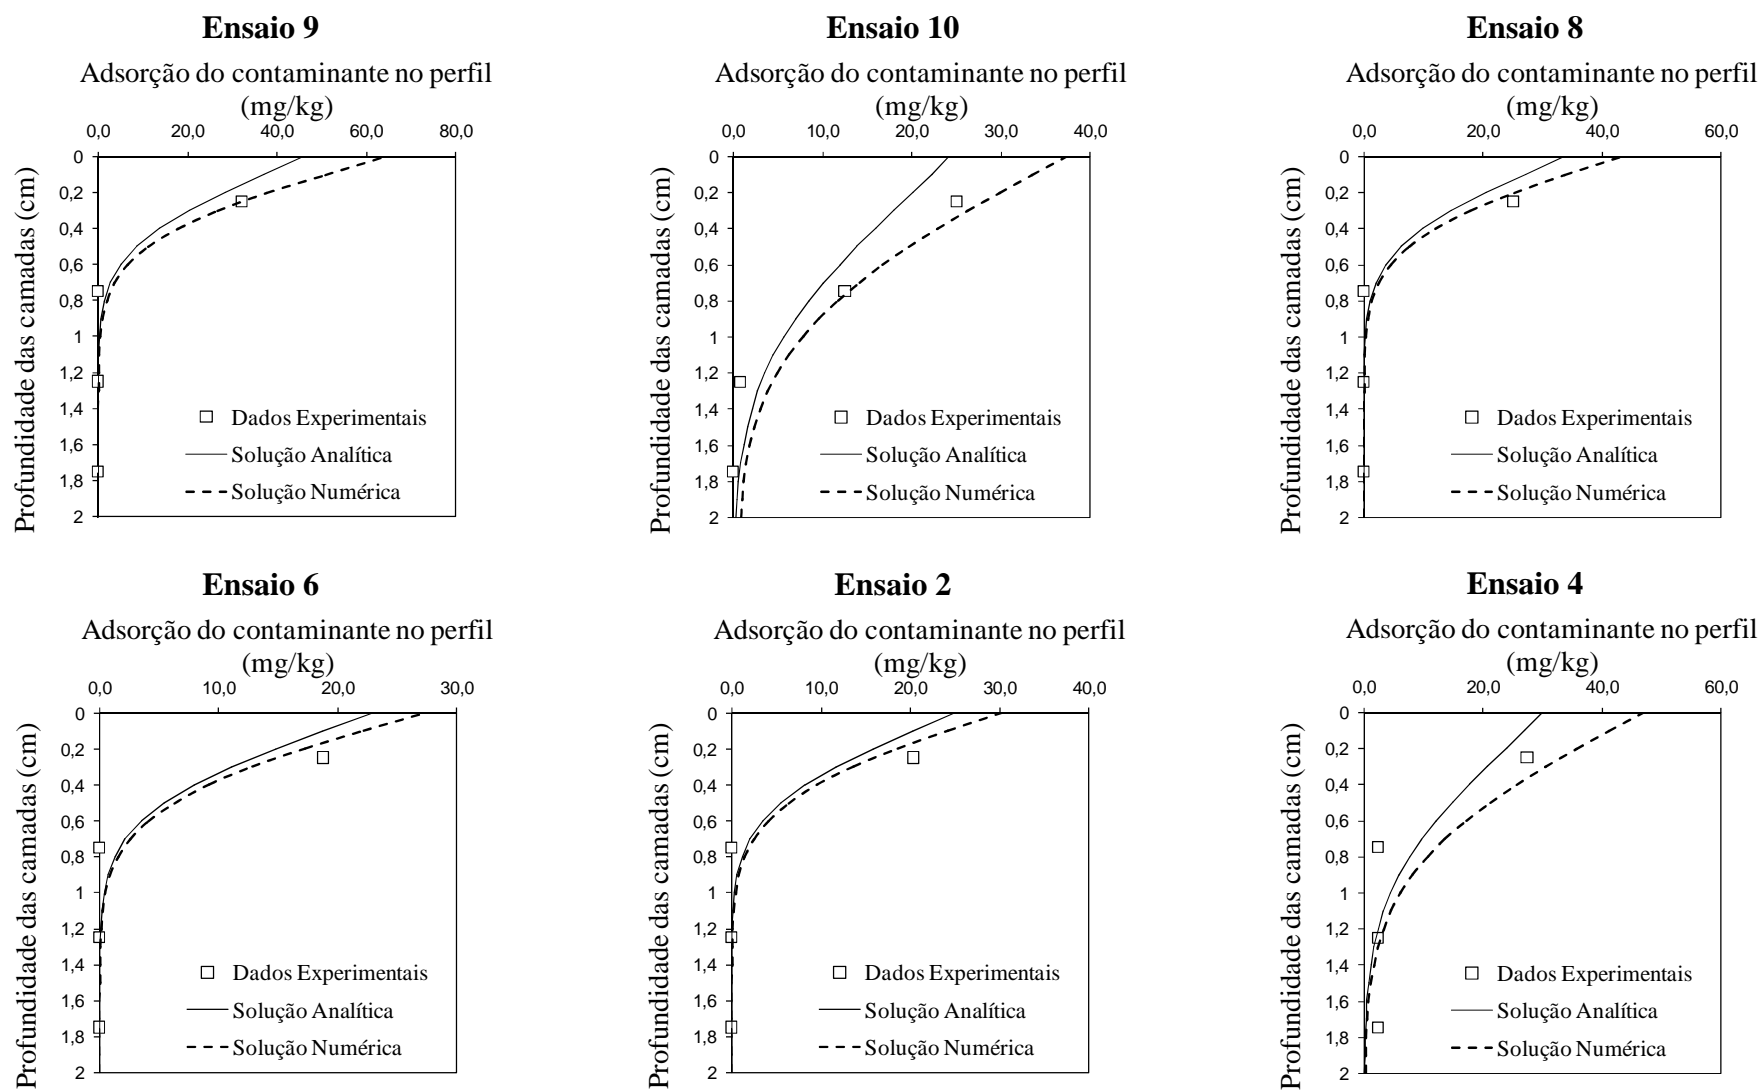 Ensaio 9
Adsorção do contaminante no perfil
(mg/kg)
0,0 20,0 40,0 60,0 80,0
Profundidade das camadas (cm)
0
0,2
0,4
0,6
0,8
1
1,2
1,4
1,6
1,8
2
Dados Experimentais
Solução Analítica
Solução Numérica
Ensaio 10
Adsorção do contaminante no perfil
(mg/kg)
0,0 10,0 20,0 30,0 40,0
Profundidade das camadas (cm)
0
0,2
0,4
0,6
0,8
1
1,2
1,4
1,6
1,8
2
Dados Experimentais
Solução Analítica
Solução Numérica
Ensaio 8
Adsorção do contaminante no perfil
(mg/kg)
0,0 20,0 40,0 60,0
Profundidade das camadas (cm)
0
0,2
0,4
0,6
0,8
1
1,2
1,4
1,6
1,8
2
Dados Experimentais
Solução Analítica
Solução Numérica
Ensaio 6
Adsorção do contaminante no perfil
(mg/kg)
0,0 10,0 20,0 30,0
Profundidade das camadas (cm)
0
0,2
0,4
0,6
0,8
1
1,2
1,4
1,6
1,8
2
Dados Experimentais
Solução Analítica
Solução Numérica
Ensaio 2
Adsorção do contaminante no perfil
(mg/kg)
0,0 10,0 20,0 30,0 40,0
Profundidade das camadas (cm)
0
0,2
0,4
0,6
0,8
1
1,2
1,4
1,6
1,8
2
Dados Experimentais
Solução Analítica
Solução Numérica
Ensaio 4
Adsorção do contaminante no perfil
(mg/kg)
0,0 20,0 40,0 60,0
Profundidade das camadas (cm)
0
0,2
0,4
0,6
0,8
1
1,2
1,4
1,6
1,8
2
Dados Experimentais
Solução Analítica
Solução Numérica